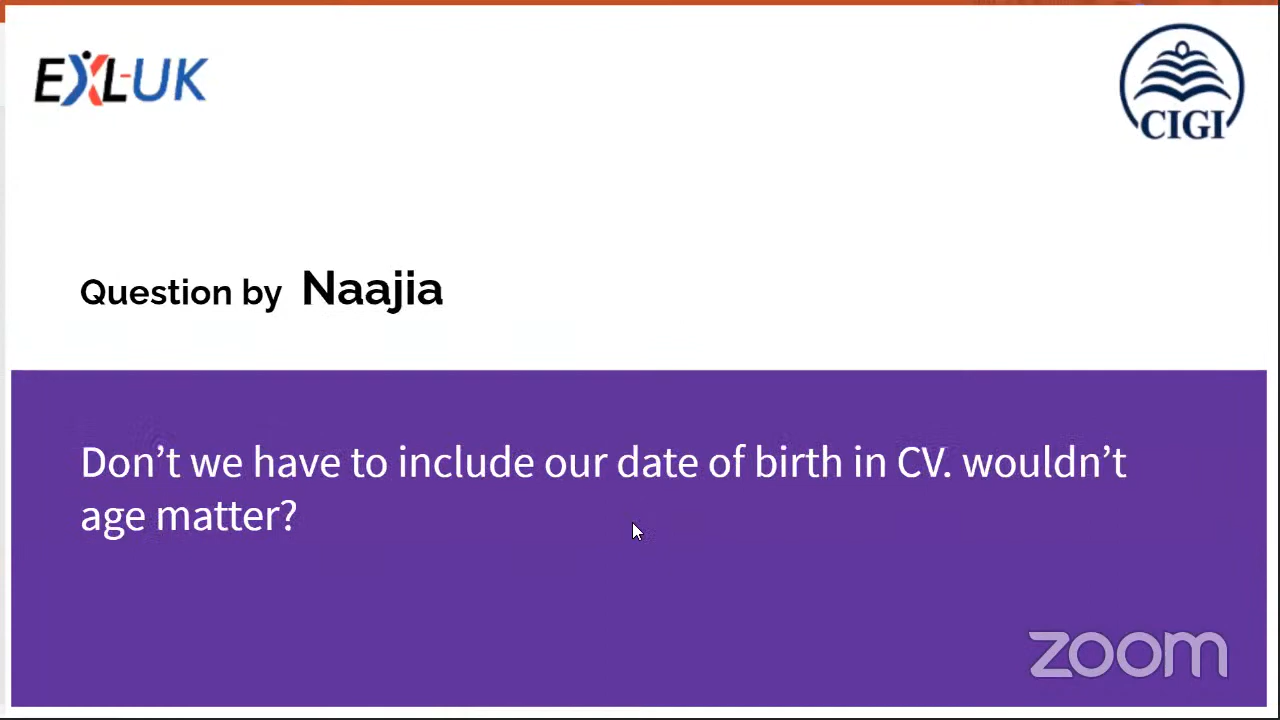 EXL-UK
CIGI
Question by Naajia
Don’t we have to include our date of birth in CV. wouldn’t
age matter?
zoom